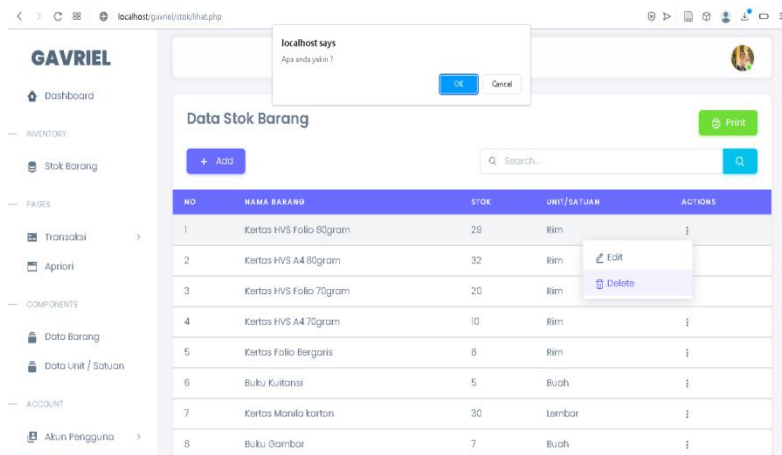 localhost/gavriel/stok/lihat.php
localhost says
Apa anda yakin ?
OK Cancel
GAVRIEL
Dashboard
INVENTORY
Stok Barang
PAGES
Transaksi
Apriori
COMPONENTS
Data Barang
Data Unit / Satuan
ACCOUNT
Akun Pengguna
Data Stok Barang
Print
+ Add
Search...
NO NAMA BARANG STOK UNIT/SATUAN ACTIONS
1 Kertas HVS Folio 80gram 29 Rim
2 Kertas HVS A4 80gram 32 Rim
3 Kertas HVS Folio 70gram 20 Rim
4 Kertas HVS A4 70gram 10 Rim
5 Kertas Folio Bergaris 8 Rim
6 Buku Kuitansi 5 Buah
7 Kertas Manila karton 30 Lembar
8 Buku Gambar 7 Buah
Edit
Delete